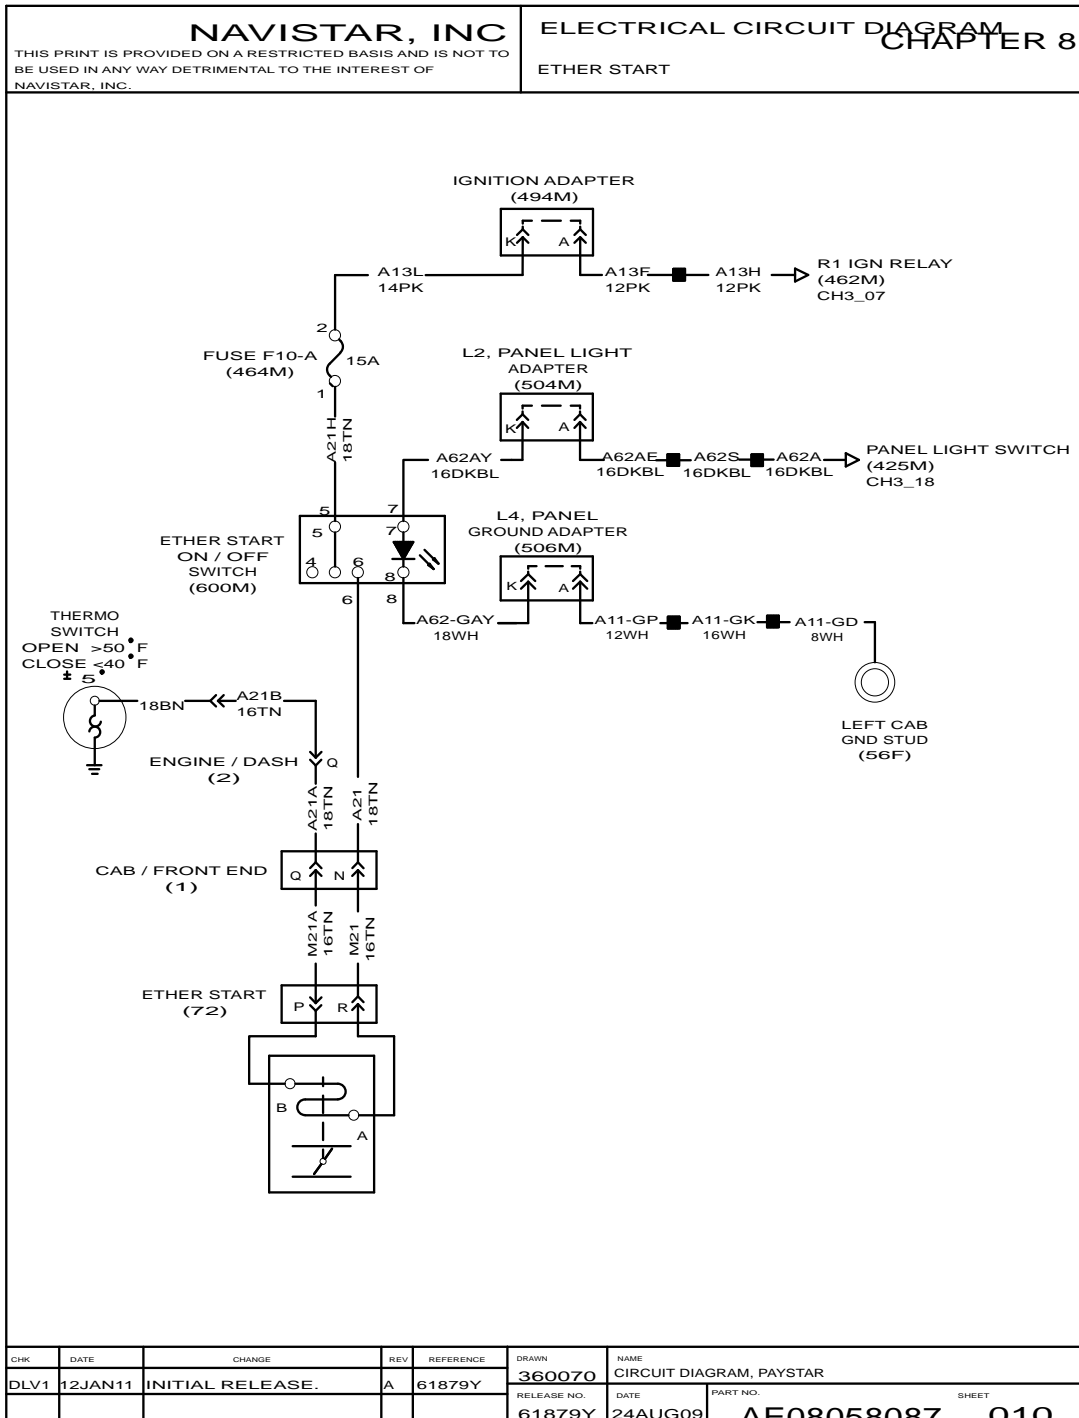 NAVISTAR, INC
THIS PRINT IS PROVIDED ON A RESTRICTED BASIS AND IS NOT TO
BE USED IN ANY WAY DETRIMENTAL TO THE INTEREST OF
NAVISTAR, INC.
ELECTRICAL CIRCUIT DIAGRAM
CHAPTER 8
ETHER START
IGNITION ADAPTER
(494M)
K A
A13L
14PK
A13F
12PK
A13H
12PK
R1 IGN RELAY
(462M)
CH3_07
2
FUSE F10-A
(464M)
15A
1
A21H
18TN
L2, PANEL LIGHT
ADAPTER
(504M)
K A
A62AY
16DKBL
A62AE
16DKBL
A62S
16DKBL
A62A
16DKBL
PANEL LIGHT SWITCH
(425M)
CH3_18
5 7
5 7
4 6 8
6 8
ETHER START
ON / OFF
SWITCH
(600M)
L4, PANEL
GROUND ADAPTER
(506M)
K A
A62-GAY
18WH
A11-GP
12WH
A11-GK
16WH
A11-GD
8WH
LEFT CAB
GND STUD
(56F)
THERMO
SWITCH
OPEN >50°F
CLOSE <40°F
± 5°
18BN
A21B
16TN
ENGINE / DASH
(2)
Q
A21A
18TN
A21
18TN
CAB / FRONT END
(1)
Q N
M21A
16TN
M21
16TN
ETHER START
(72)
P R
B
A
CHK DATE CHANGE REV REFERENCE
DLV1 12JAN11 INITIAL RELEASE. A 61879Y
DRAWN
360070
NAME
CIRCUIT DIAGRAM, PAYSTAR
RELEASE NO.
61879Y
DATE
24AUG09
PART NO.
AE08058087
SHEET
010